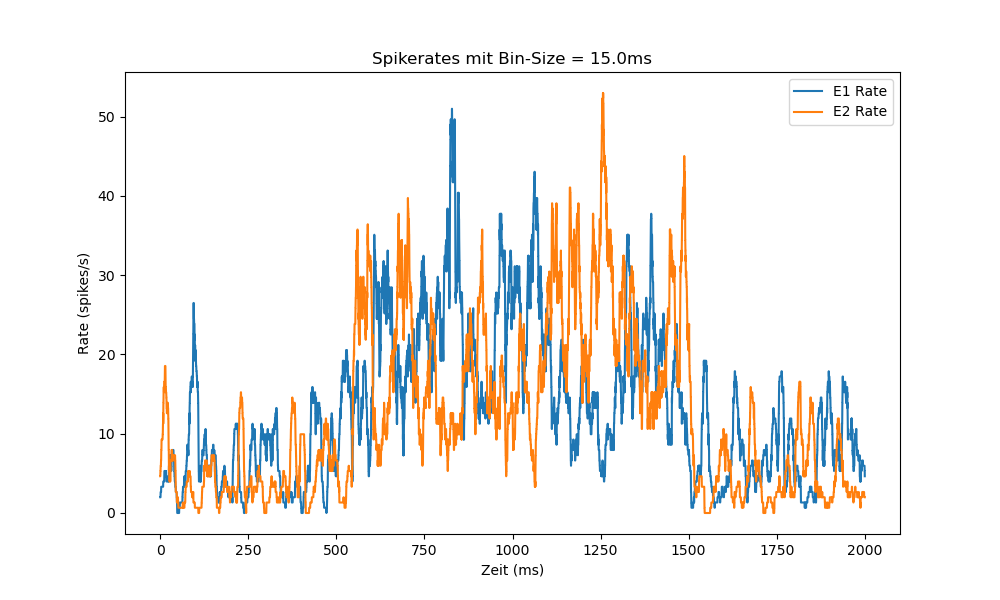 Spikerates mit Bin-Size = 15.0ms
E1 Rate
E2 Rate
Rate (spikes/s)
50
40
30
20
10
0
0 250 500 750 1000 1250 1500 1750 2000
Zeit (ms)